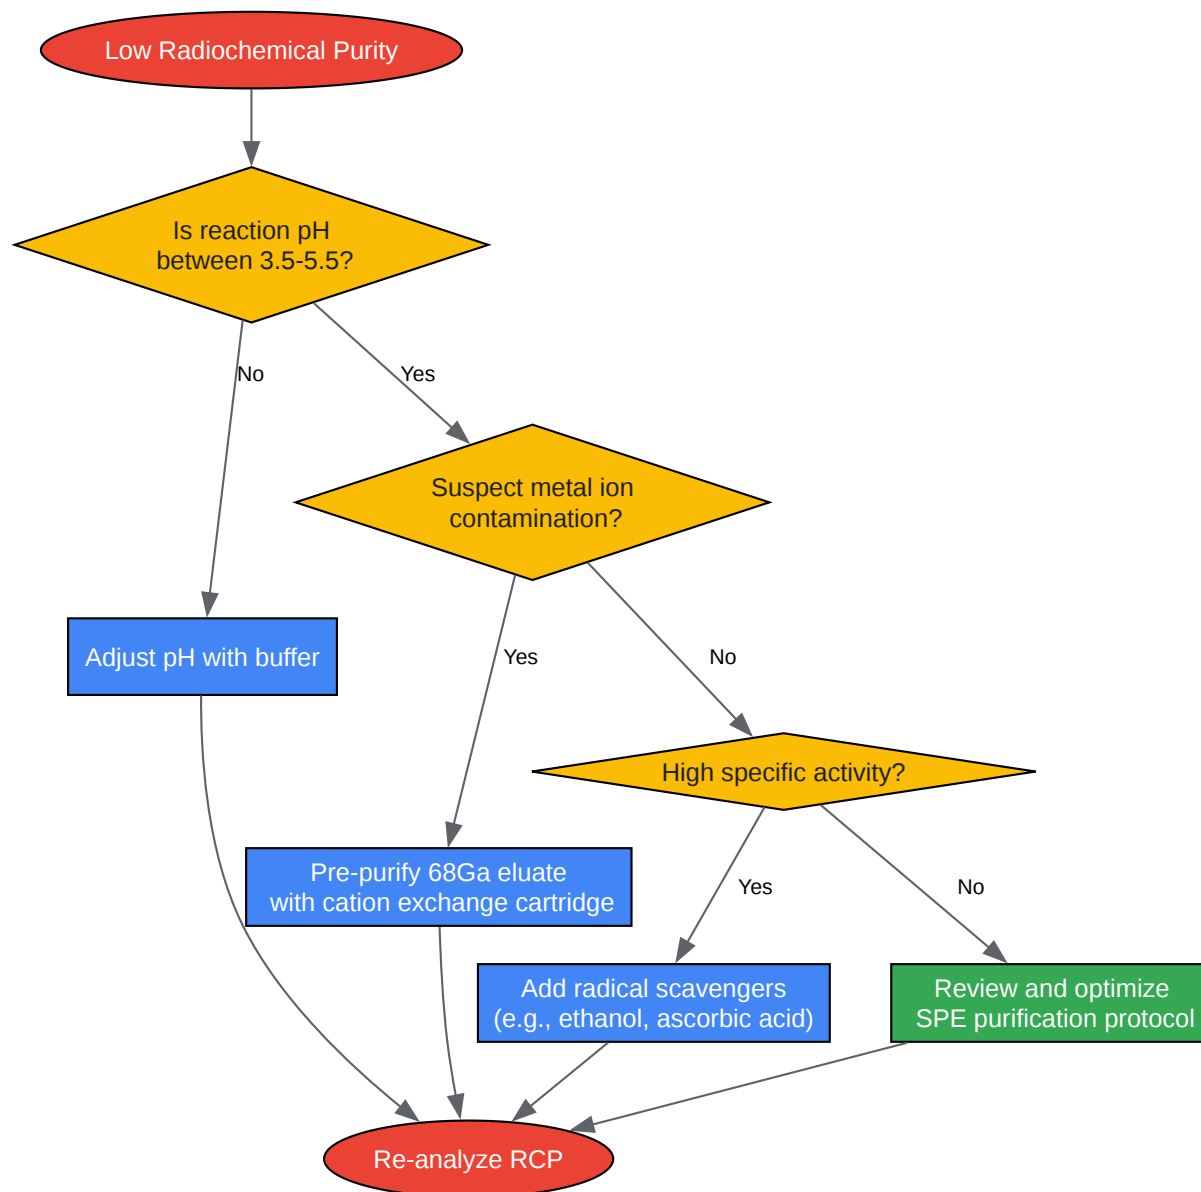 Low Radiochemical Purity
Is reaction pH
between 3.5-5.5?
No
Yes
Suspect metal ion
contamination?
Adjust pH with buffer
Yes
No
High specific activity?
Pre-purify 68Ga eluate
with cation exchange cartridge
Yes
No
Add radical scavengers
(e.g., ethanol, ascorbic acid)
Review and optimize
SPE purification protocol
Re-analyze RCP